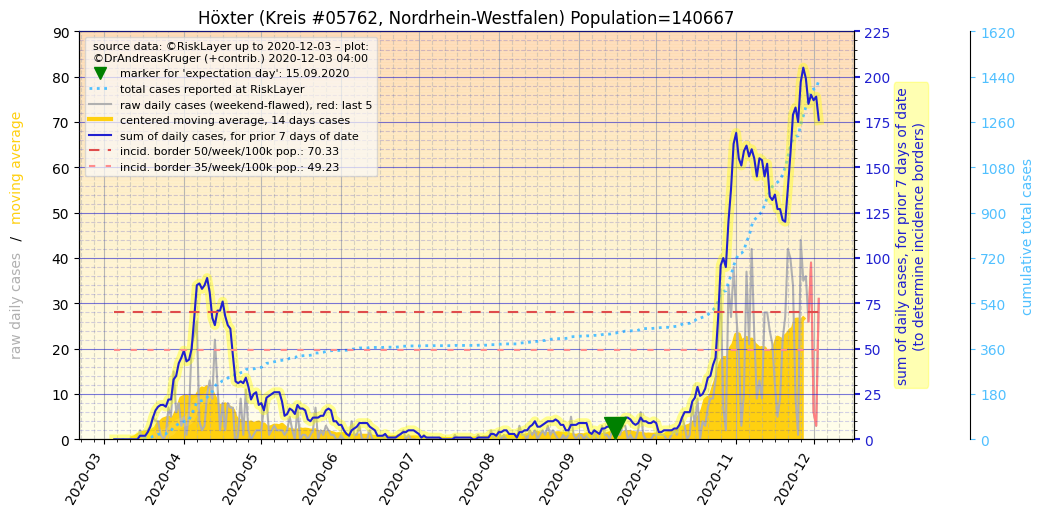 Höxter (Kreis #05762, Nordrhein-Westfalen) Population=140667
source data: ©RiskLayer up to 2020-12-03 – plot:
©DrAndreasKruger (+contrib.) 2020-12-03 04:00
marker for 'expectation day': 15.09.2020
total cases reported at RiskLayer
raw daily cases (weekend-flawed), red: last 5
centered moving average, 14 days cases
sum of daily cases, for prior 7 days of date
incid. border 50/week/100k pop.: 70.33
incid. border 35/week/100k pop.: 49.23
raw daily cases / moving average
90
80
70
60
50
40
30
20
10
0
225
200
175
150
125
100
75
50
25
0
sum of daily cases, for prior 7 days of date
(to determine incidence borders)
1620
1440
1260
1080
900
720
540
360
180
0
cumulative total cases
2020-03
2020-04
2020-05
2020-06
2020-07
2020-08
2020-09
2020-10
2020-11
2020-12